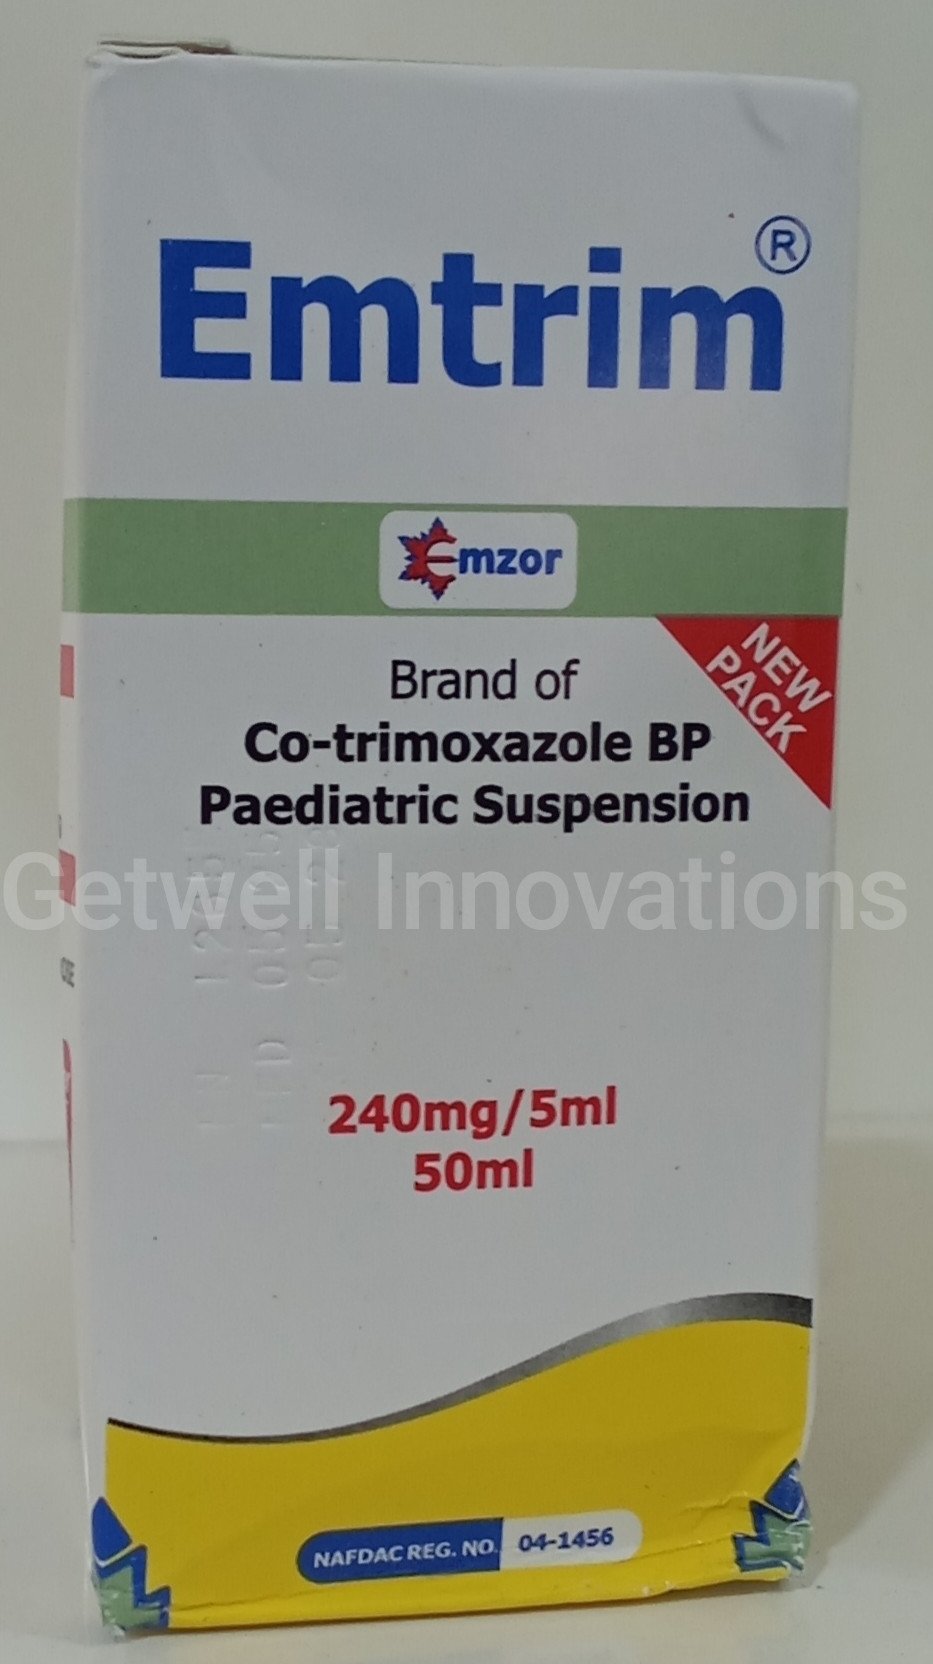 Emtrim®
Emzor
NEW
PACK
Brand of
Co-trimoxazole BP
Paediatric Suspension
Getwell Innovations
240mg/5ml
50ml
NAFDAC REG. NO. 04-1456